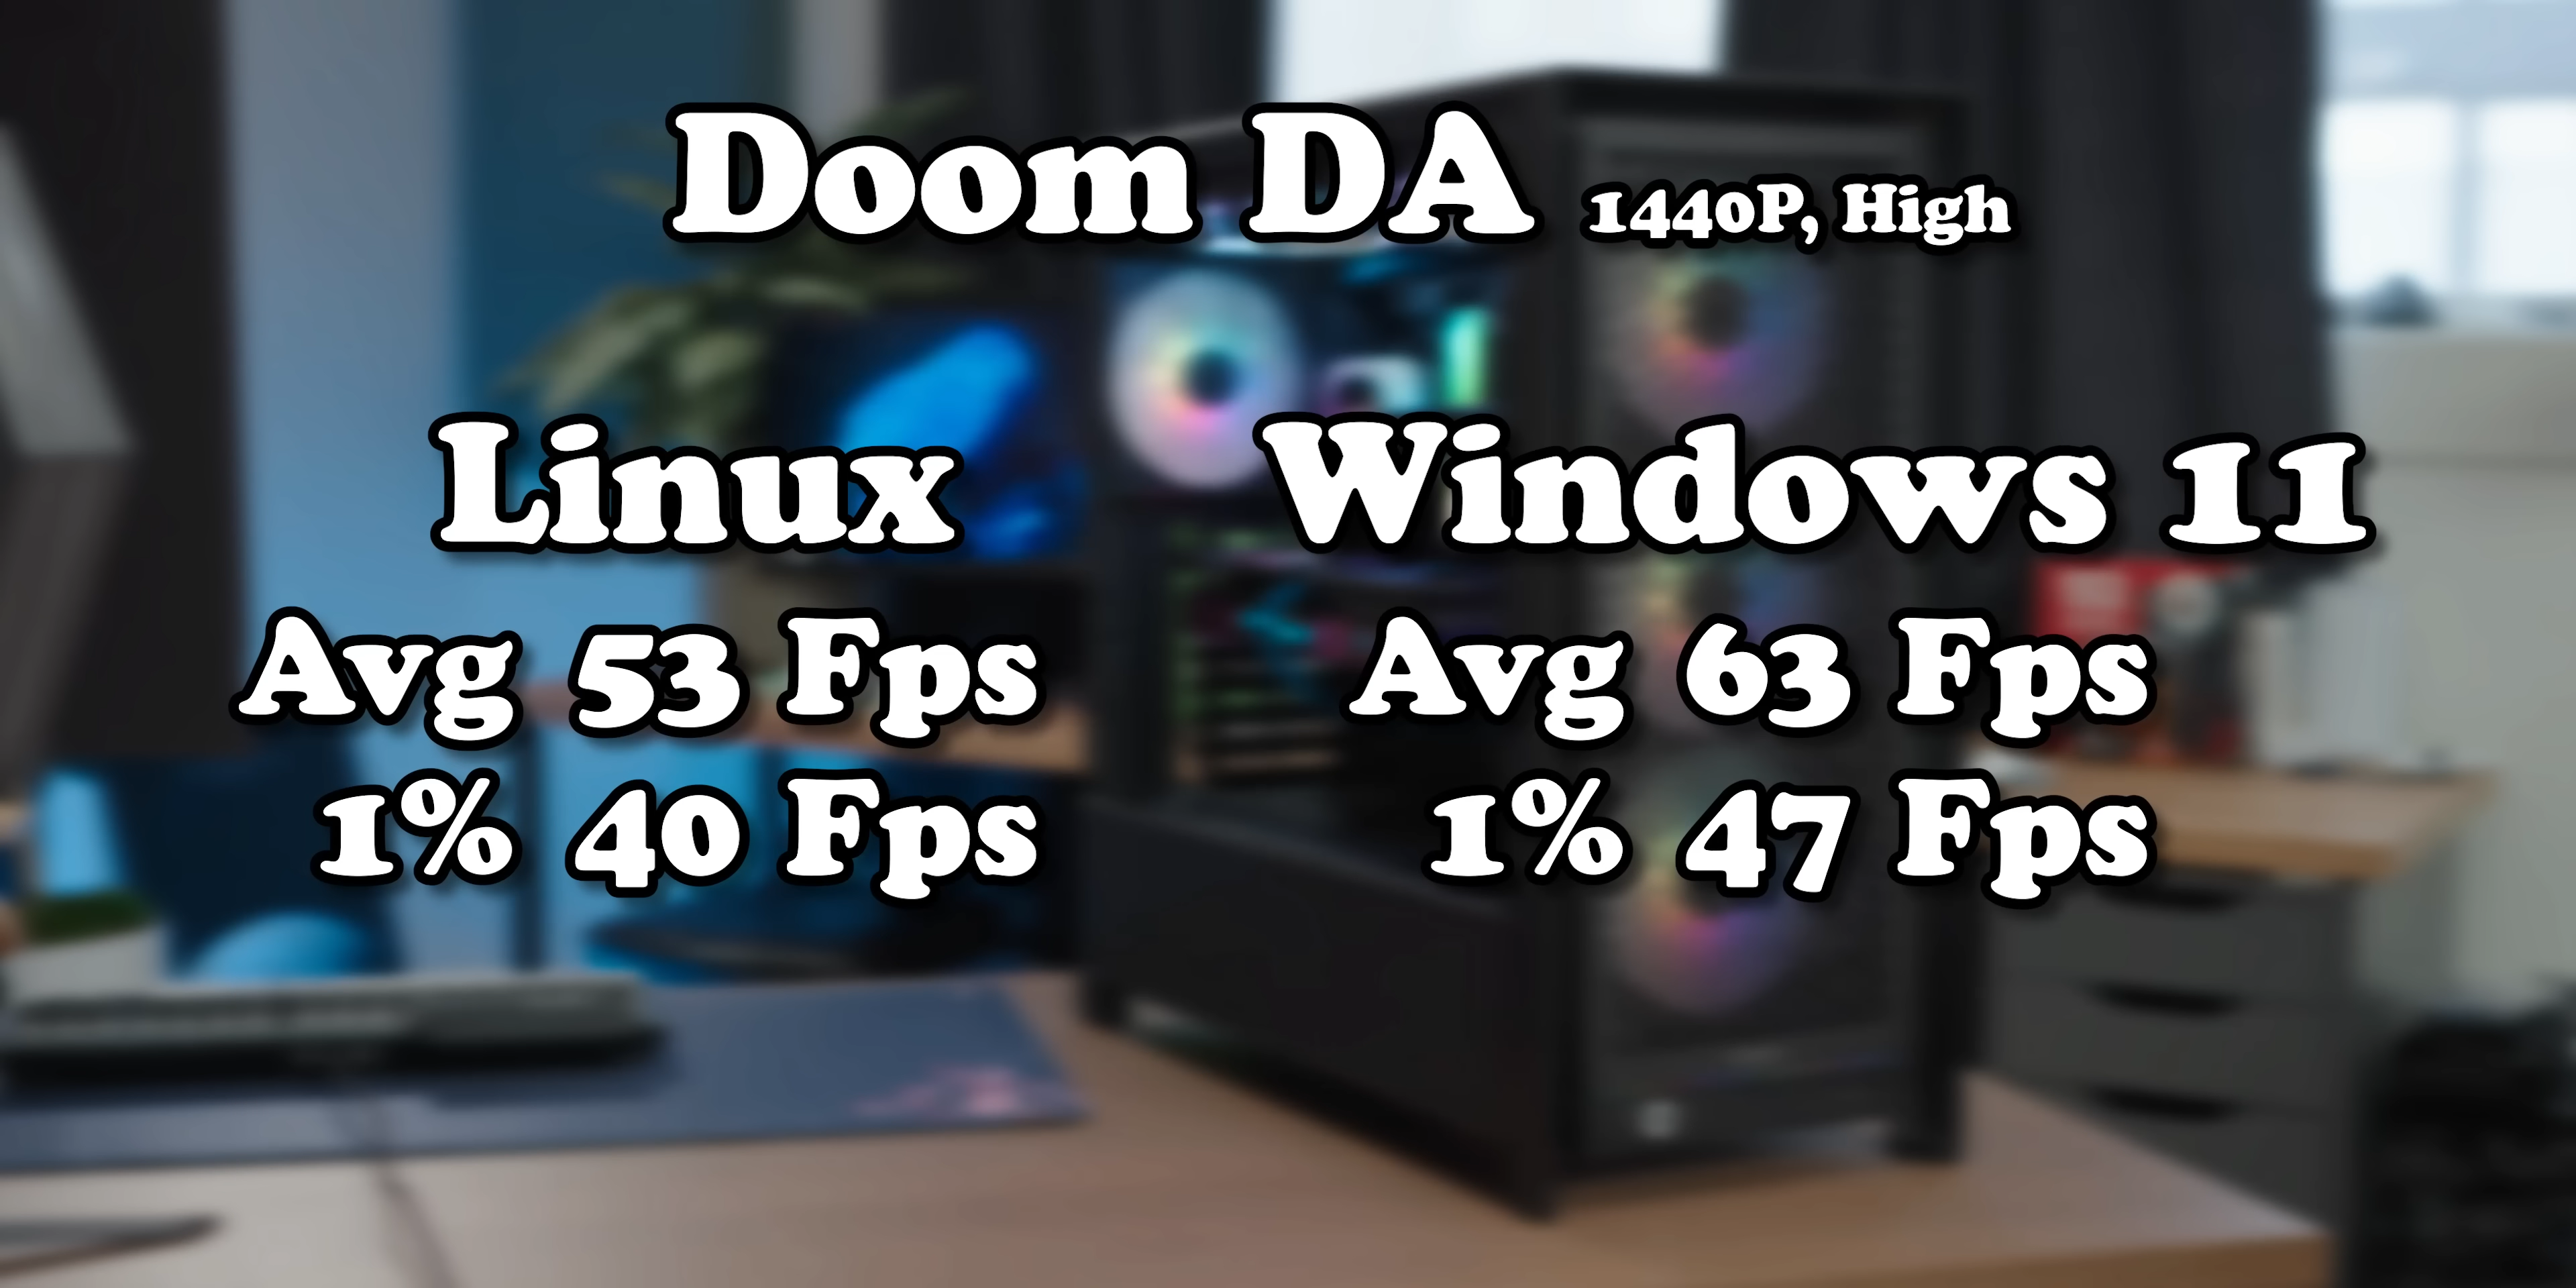 Doom DA 1440P, High
Linux
Windows 11
Avg 53 Fps
Avg 63 Fps
1% 40 Fps
1% 47 Fps